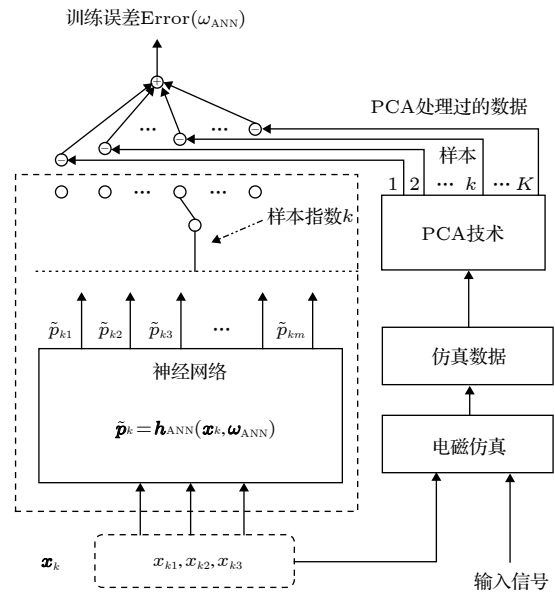 训练误差Error(ω_ANN)
+
− − − −
··· ···
PCA处理过的数据
样本
1 2 ··· k ··· K
··· ···
样本指数k
PCA技术
p̃_k1 p̃_k2 p̃_k3 ··· p̃_km
神经网络
p̃_k=h_ANN(x_k,ω_ANN)
仿真数据
电磁仿真
x_k
x_k1,x_k2,x_k3
输入信号